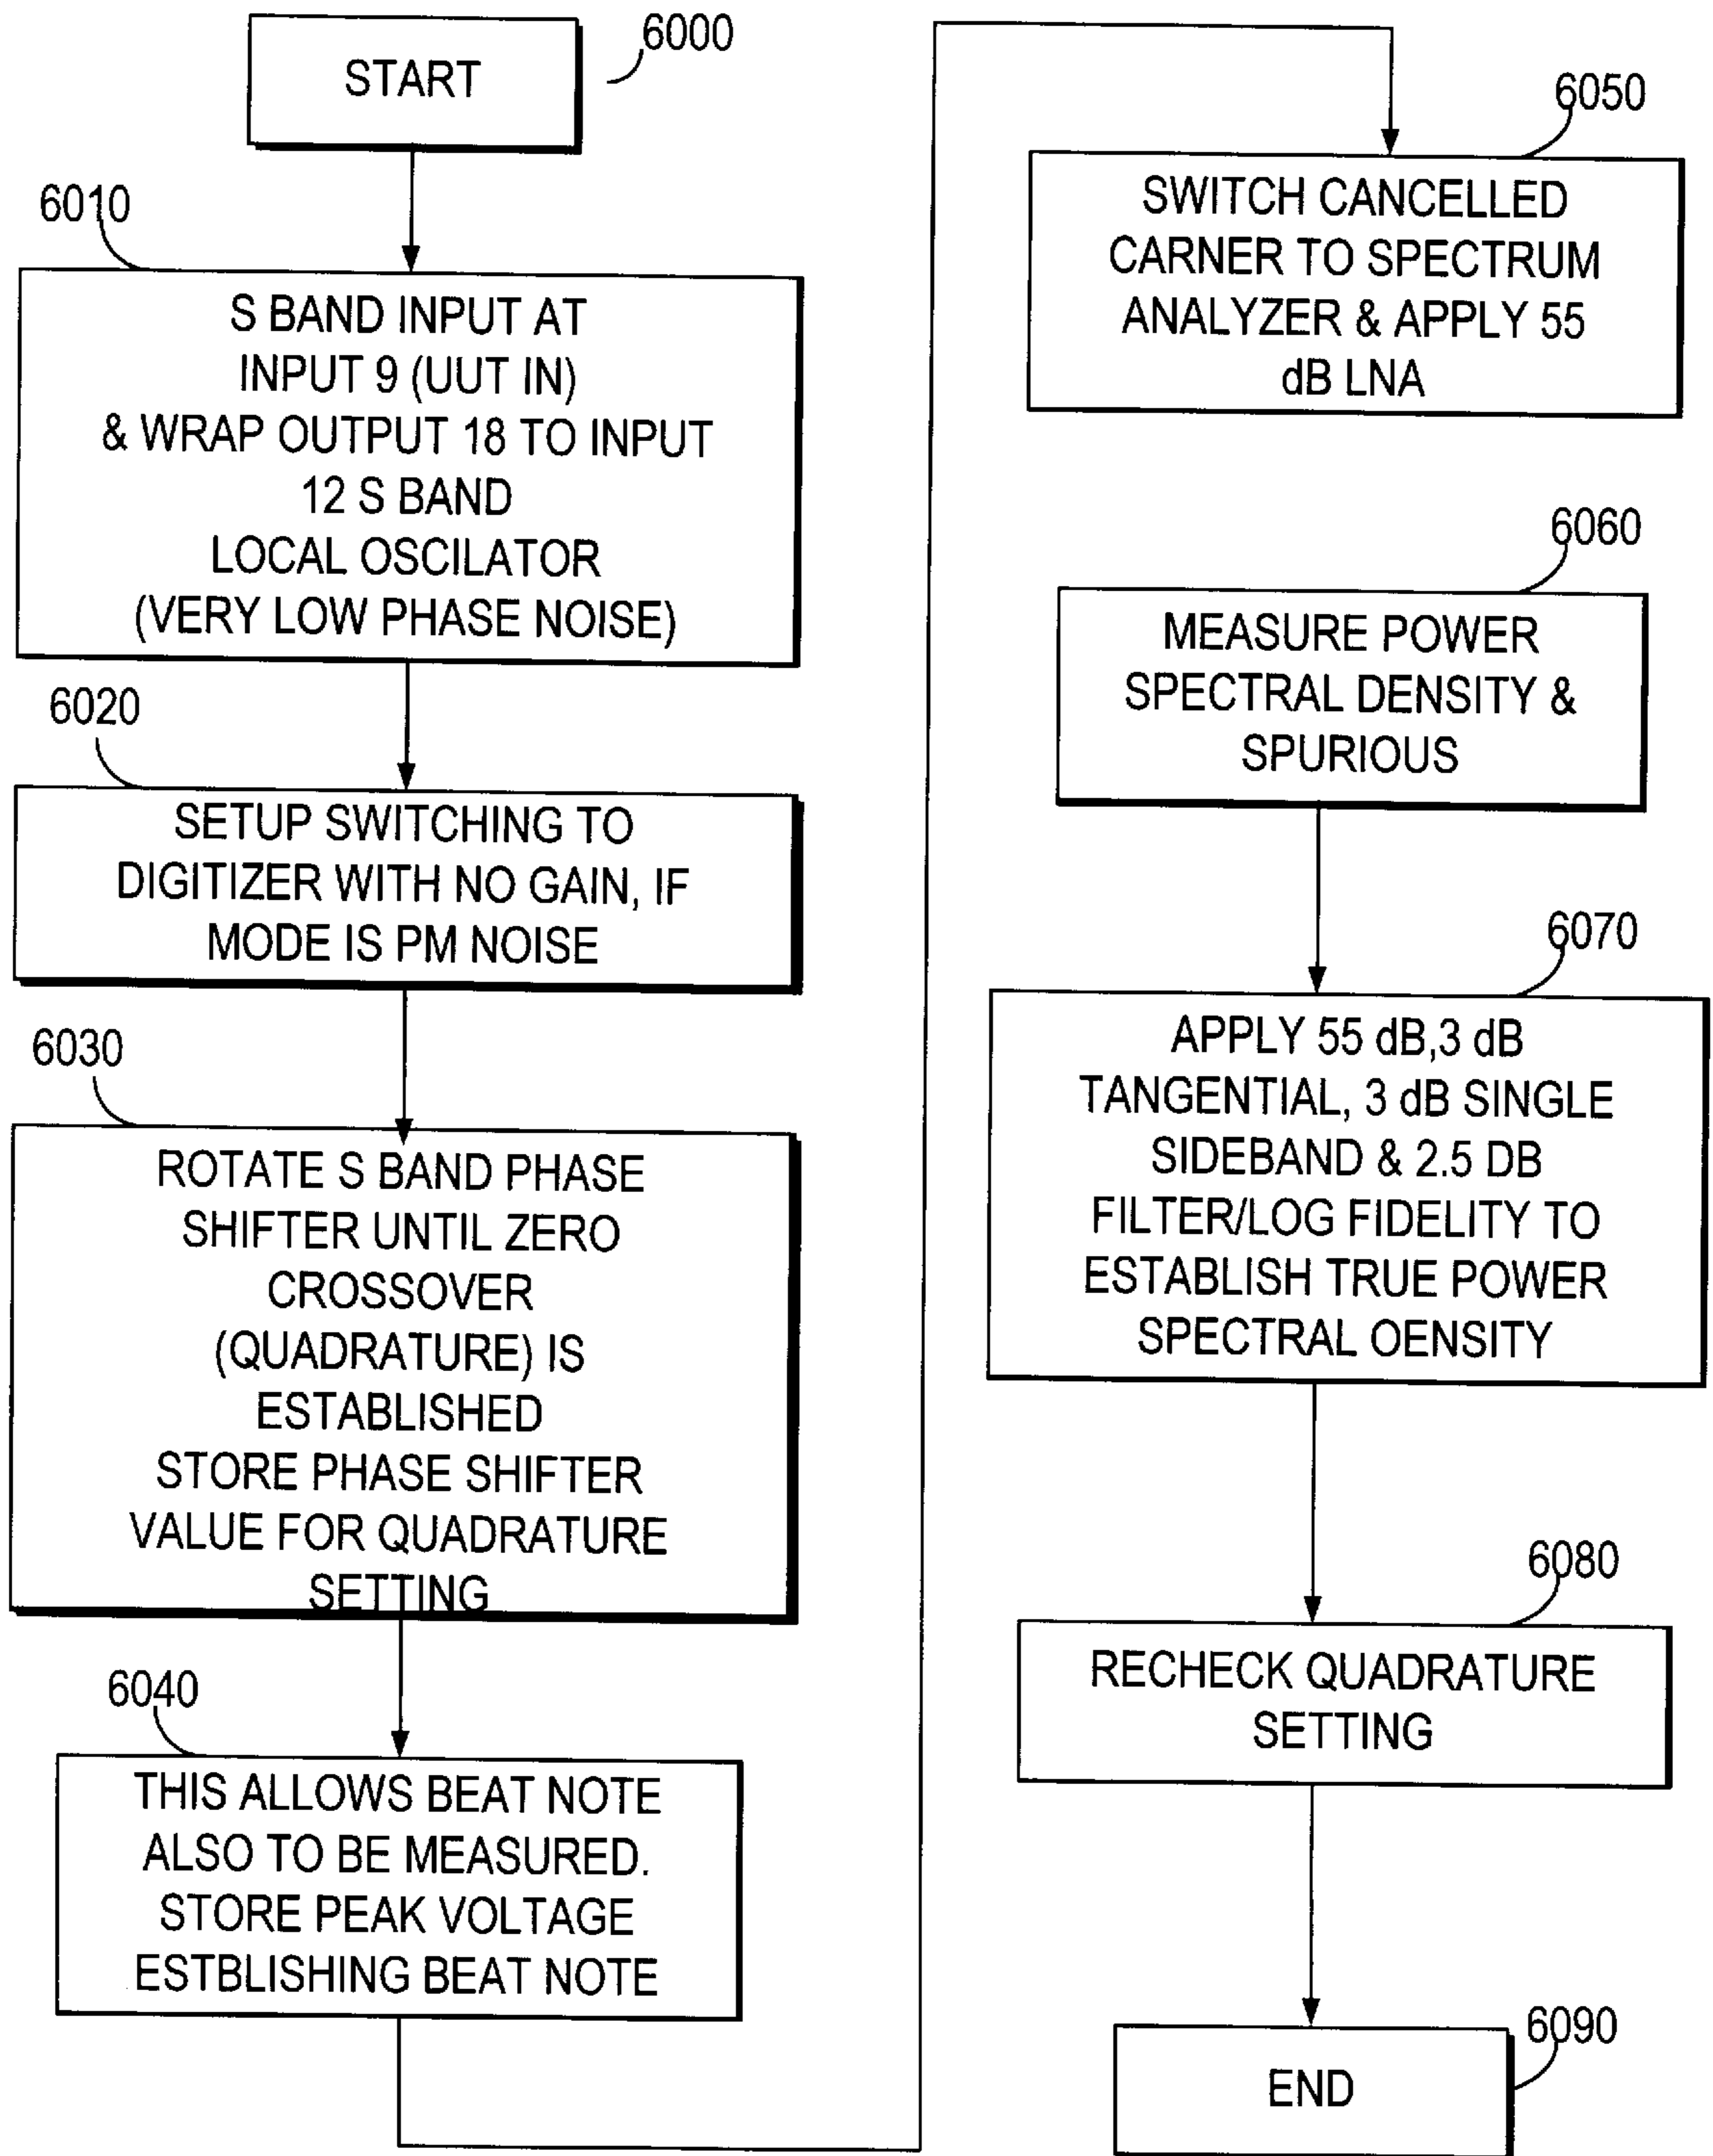 START
6000
6010
S BAND INPUT AT
INPUT 9 (UUT IN)
& WRAP OUTPUT 18 TO INPUT
12 S BAND
LOCAL OSCILATOR
(VERY LOW PHASE NOISE)
6020
SETUP SWITCHING TO
DIGITIZER WITH NO GAIN, IF
MODE IS PM NOISE
6030
ROTATE S BAND PHASE
SHIFTER UNTIL ZERO
CROSSOVER
(QUADRATURE) IS
ESTABLISHED
STORE PHASE SHIFTER
VALUE FOR QUADRATURE
SETTING
6040
THIS ALLOWS BEAT NOTE
ALSO TO BE MEASURED.
STORE PEAK VOLTAGE
ESTBLISHING BEAT NOTE
6050
SWITCH CANCELLED
CARNER TO SPECTRUM
ANALYZER & APPLY 55
dB LNA
6060
MEASURE POWER
SPECTRAL DENSITY &
SPURIOUS
6070
APPLY 55 dB,3 dB
TANGENTIAL, 3 dB SINGLE
SIDEBAND & 2.5 DB
FILTER/LOG FIDELITY TO
ESTABLISH TRUE POWER
SPECTRAL OENSITY
6080
RECHECK QUADRATURE
SETTING
6090
END